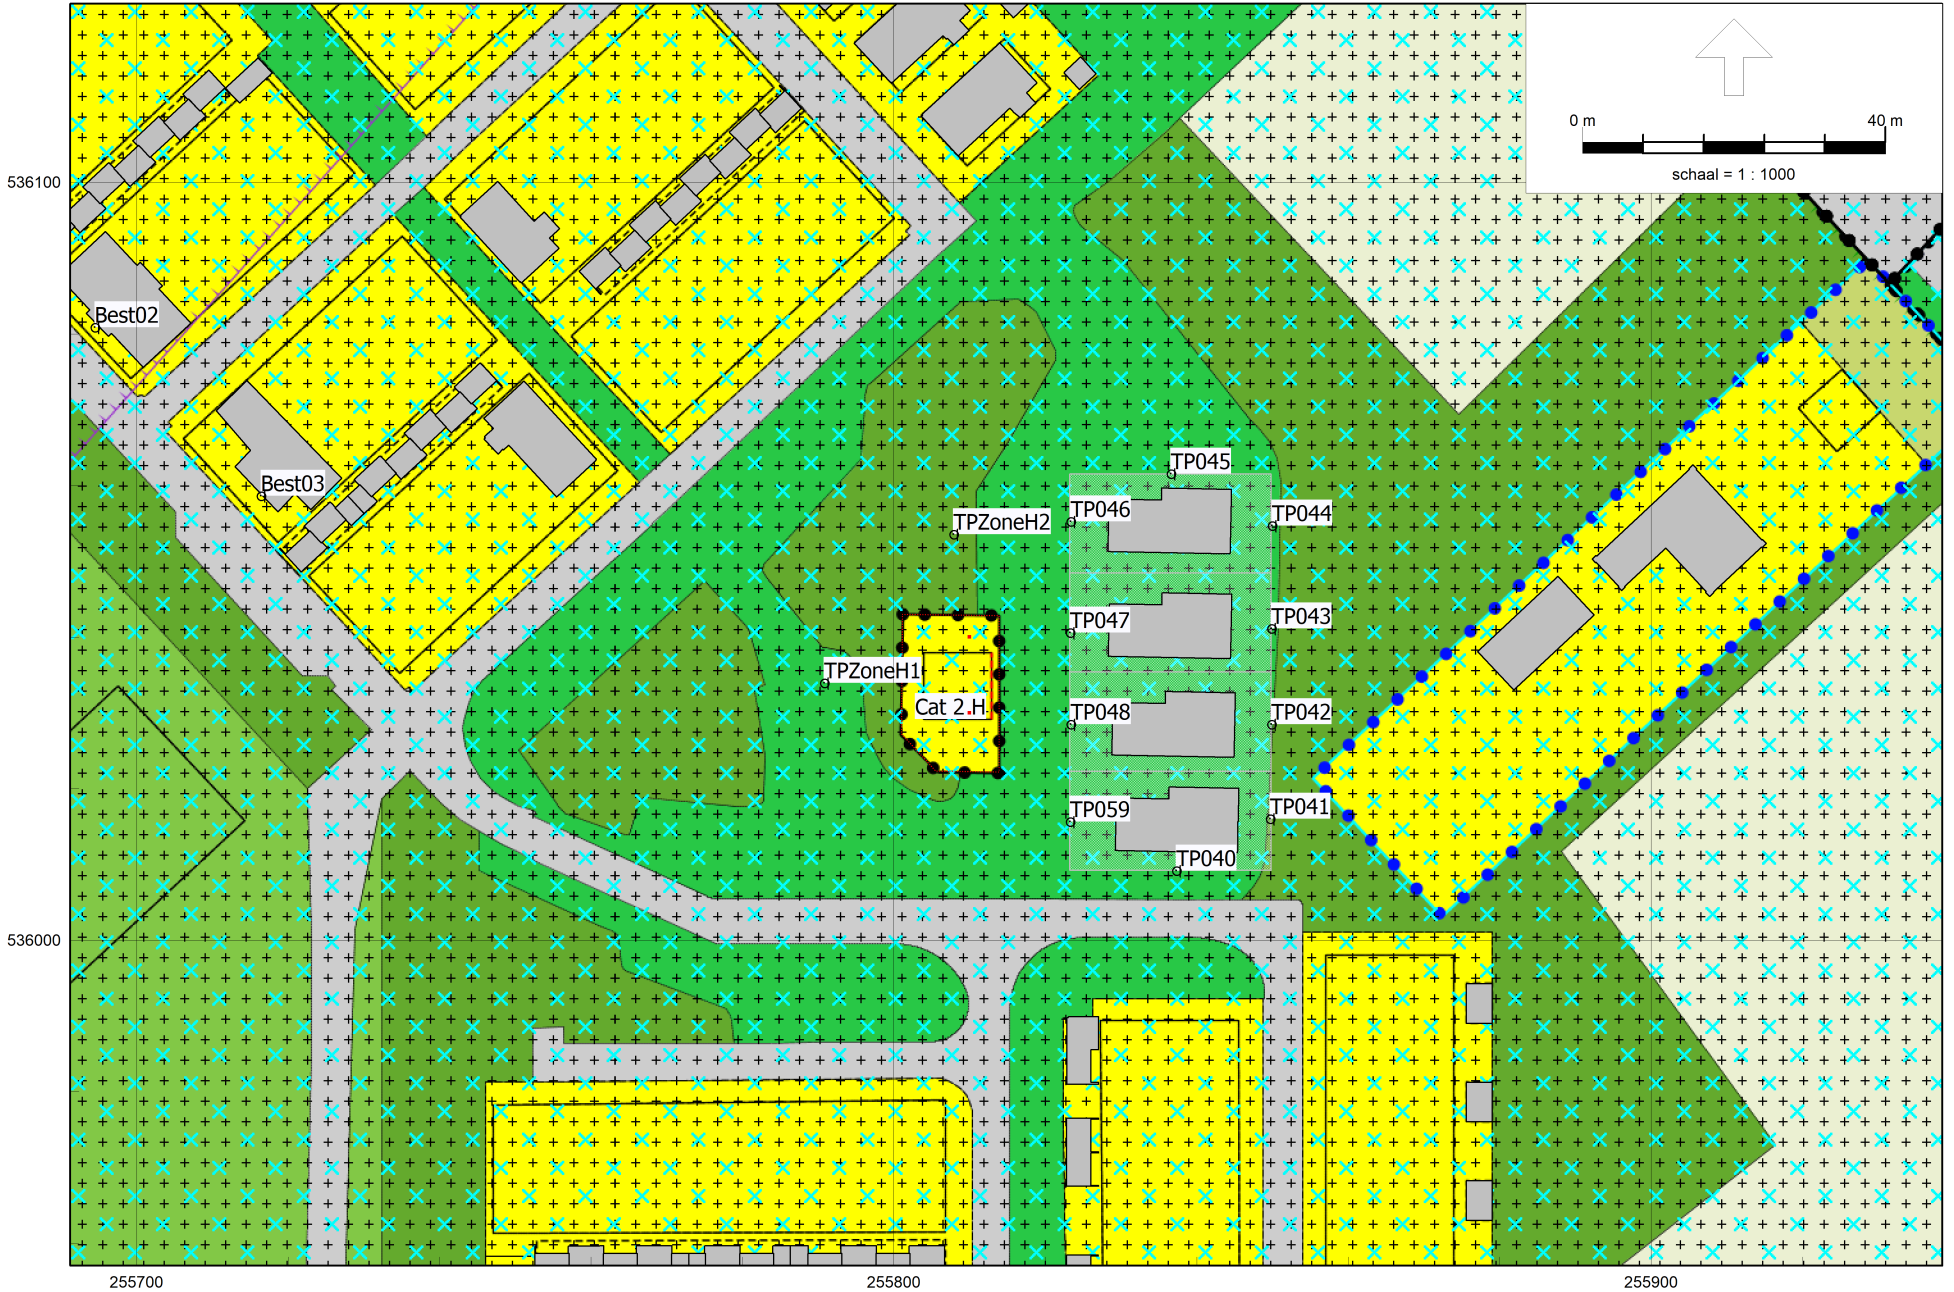 0 m 40 m
schaal = 1 : 1000
536100
Best02
Best03
TP045
TP046
TP044
TPZoneH2
TP047
TP043
TPZoneH1
Cat 2.H
TP048
TP042
TP059
TP041
TP040
536000
255700 255800 255900